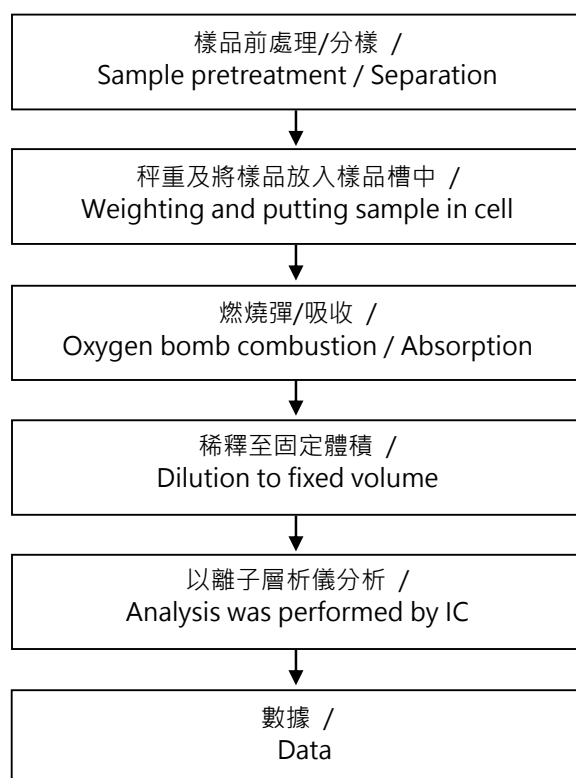 樣品前處理/分樣 /
Sample pretreatment / Separation
秤重及將樣品放入樣品槽中 /
Weighting and putting sample in cell
燃燒彈/吸收 /
Oxygen bomb combustion / Absorption
稀釋至固定體積 /
Dilution to fixed volume
以離子層析儀分析 /
Analysis was performed by IC
數據 /
Data